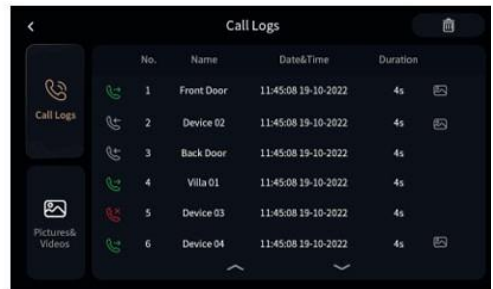 Call Logs
No. Name Date&Time Duration
1 Front Door 11:45:08 19-10-2022 4s
2 Device 02 11:45:08 19-10-2022 4s
3 Back Door 11:45:08 19-10-2022 4s
4 Villa 01 11:45:08 19-10-2022 4s
5 Device 03 11:45:08 19-10-2022 4s
6 Device 04 11:45:08 19-10-2022 4s
Call Logs
Pictures&
Videos